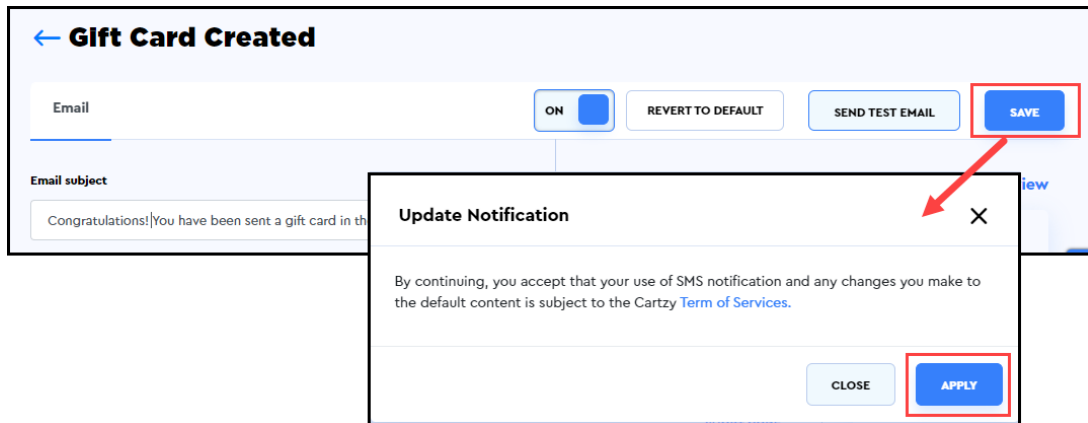 ← Gift Card Created
Email
ON
REVERT TO DEFAULT
SEND TEST EMAIL
SAVE
Email subject
Congratulations! You have been sent a gift card in
Update Notification
By continuing, you accept that your use of SMS notification and any changes you make to
the default content is subject to the Cartzy Term of Services.
CLOSE
APPLY